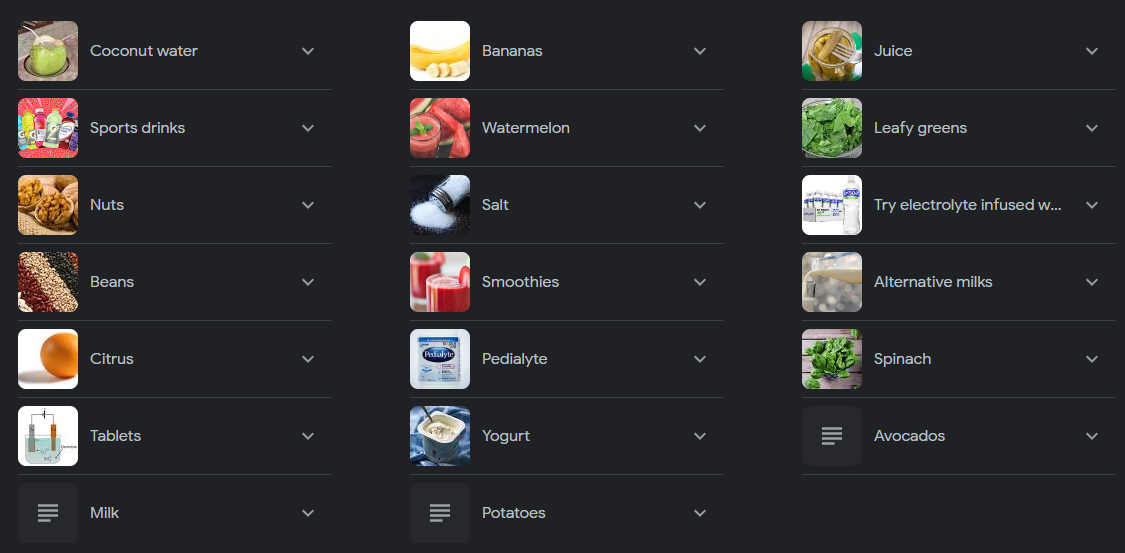 Coconut water
Bananas
Juice
Sports drinks
Watermelon
Leafy greens
Nuts
Salt
Try electrolyte infused w...
Beans
Smoothies
Alternative milks
Citrus
Pedialyte
Pedialyte
Spinach
Tablets
Yogurt
Avocados
Milk
Potatoes